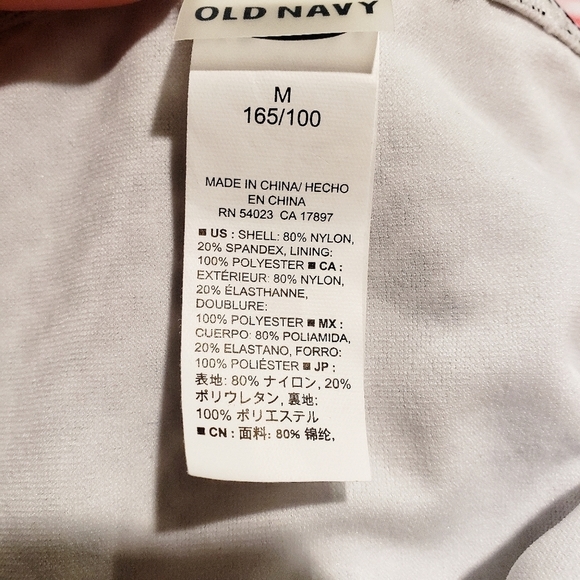 OLD NAVY
M
165/100
MADE IN CHINA/ HECHO
EN CHINA
RN 54023 CA 17897
■ US : SHELL: 80% NYLON,
20% SPANDEX, LINING:
100% POLYESTER ■ CA :
EXTÉRIEUR: 80% NYLON,
20% ÉLASTHANNE,
DOUBLURE:
100% POLYESTER ■ MX :
CUERPO: 80% POLIAMIDA,
20% ELASTANO, FORRO:
100% POLIÉSTER ■ JP :
表地: 80% ナイロン, 20%
ポリウレタン, 裏地:
100% ポリエステル
■ CN : 面料: 80% 锦纶,